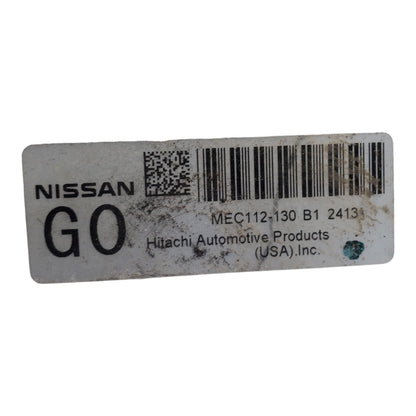 NISSAN
GO
MEC112-130 B1 2413
Hitachi Automotive Products
(USA),Inc.